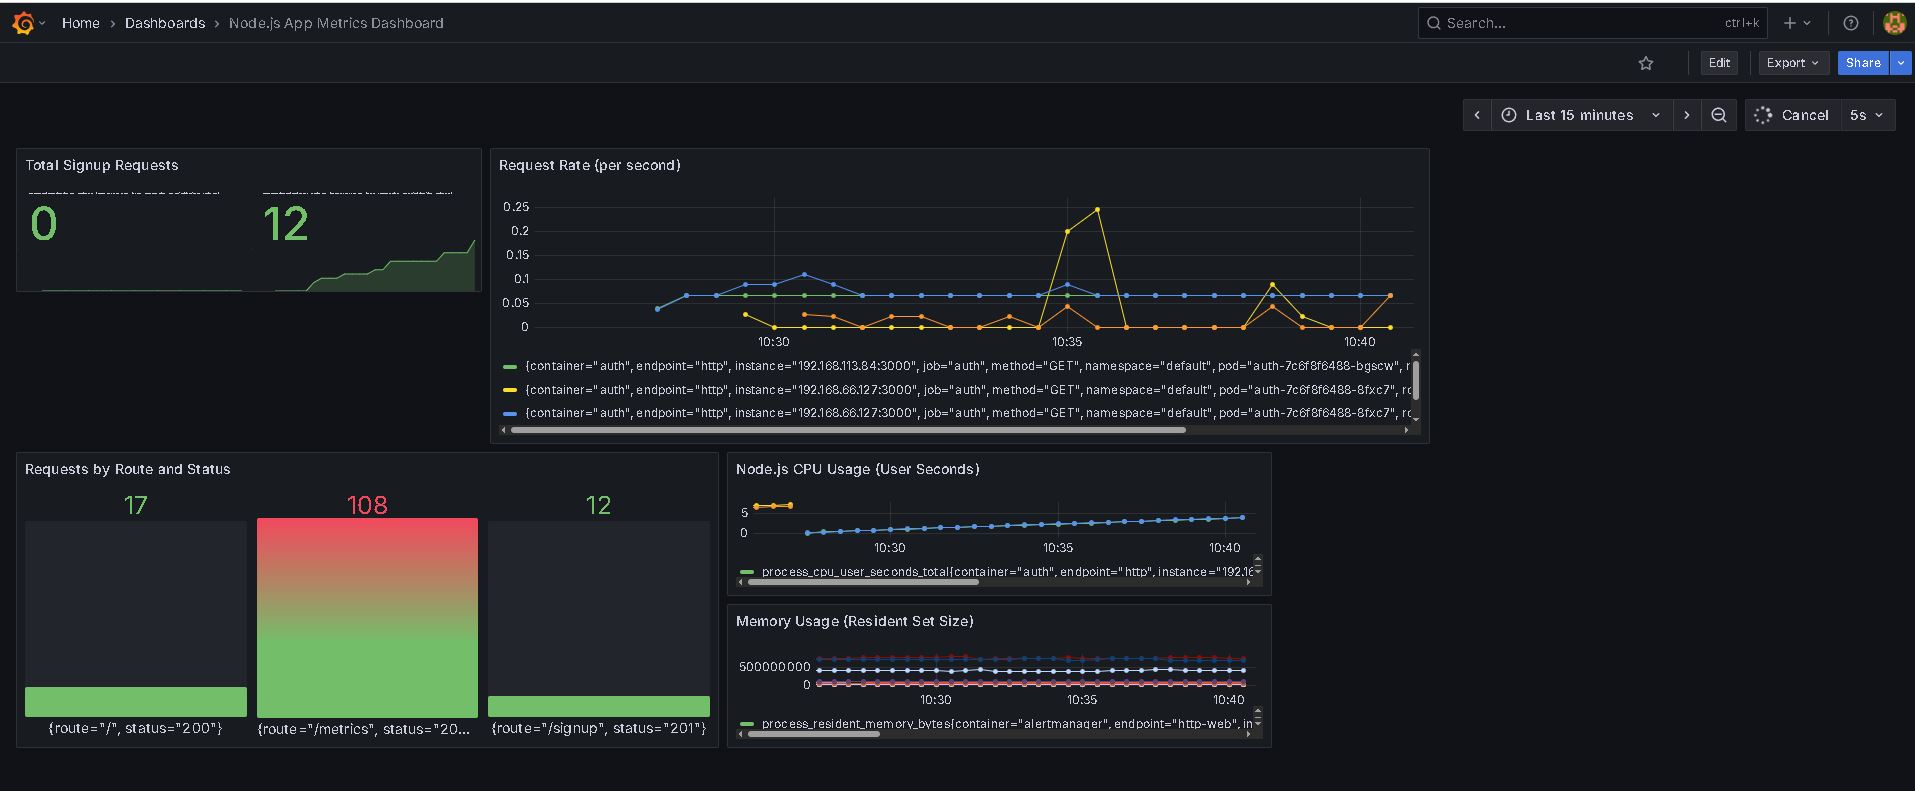 Home › Dashboards › Node.js App Metrics Dashboard
Search... ctrl+k
Edit Export Share
Last 15 minutes Cancel 5s
Total Signup Requests
0 12
Request Rate (per second)
0.25
0.2
0.15
0.1
0.05
0
10:30 10:35 10:40
{container="auth", endpoint="http", instance="192.168.113.84:3000", job="auth", method="GET", namespace="default", pod="auth-7c6f8f6488-bgscw", r
{container="auth", endpoint="http", instance="192.168.66.127:3000", job="auth", method="GET", namespace="default", pod="auth-7c6f8f6488-8fxc7", ro
{container="auth", endpoint="http", instance="192.168.66.127:3000", job="auth", method="GET", namespace="default", pod="auth-7c6f8f6488-8fxc7", ro
Requests by Route and Status
17 108 12
{route="/", status="200"} {route="/metrics", status="20... {route="/signup", status="201"}
Node.js CPU Usage (User Seconds)
5
0
10:30 10:35 10:40
process_cpu_user_seconds_total{container="auth", endpoint="http", instance="192.16
Memory Usage (Resident Set Size)
500000000
0
10:30 10:35 10:40
process_resident_memory_bytes{container="alertmanager", endpoint="http-web", in